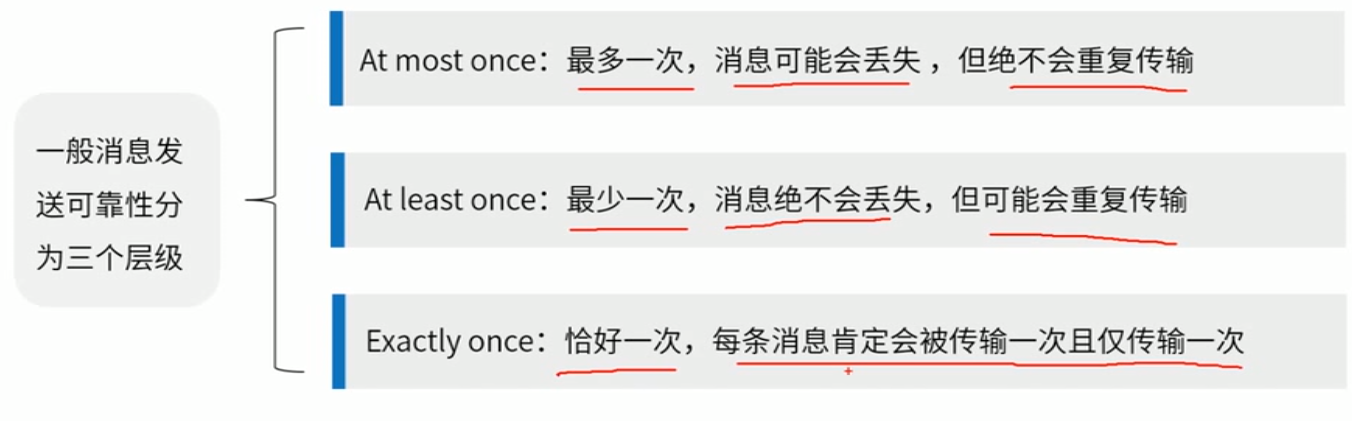 一般消息发
送可靠性分
为三个层级
At most once：最多一次，消息可能会丢失 ，但绝不会重复传输
At least once：最少一次，消息绝不会丢失，但可能会重复传输
Exactly once：恰好一次，每条消息肯定会被传输一次且仅传输一次